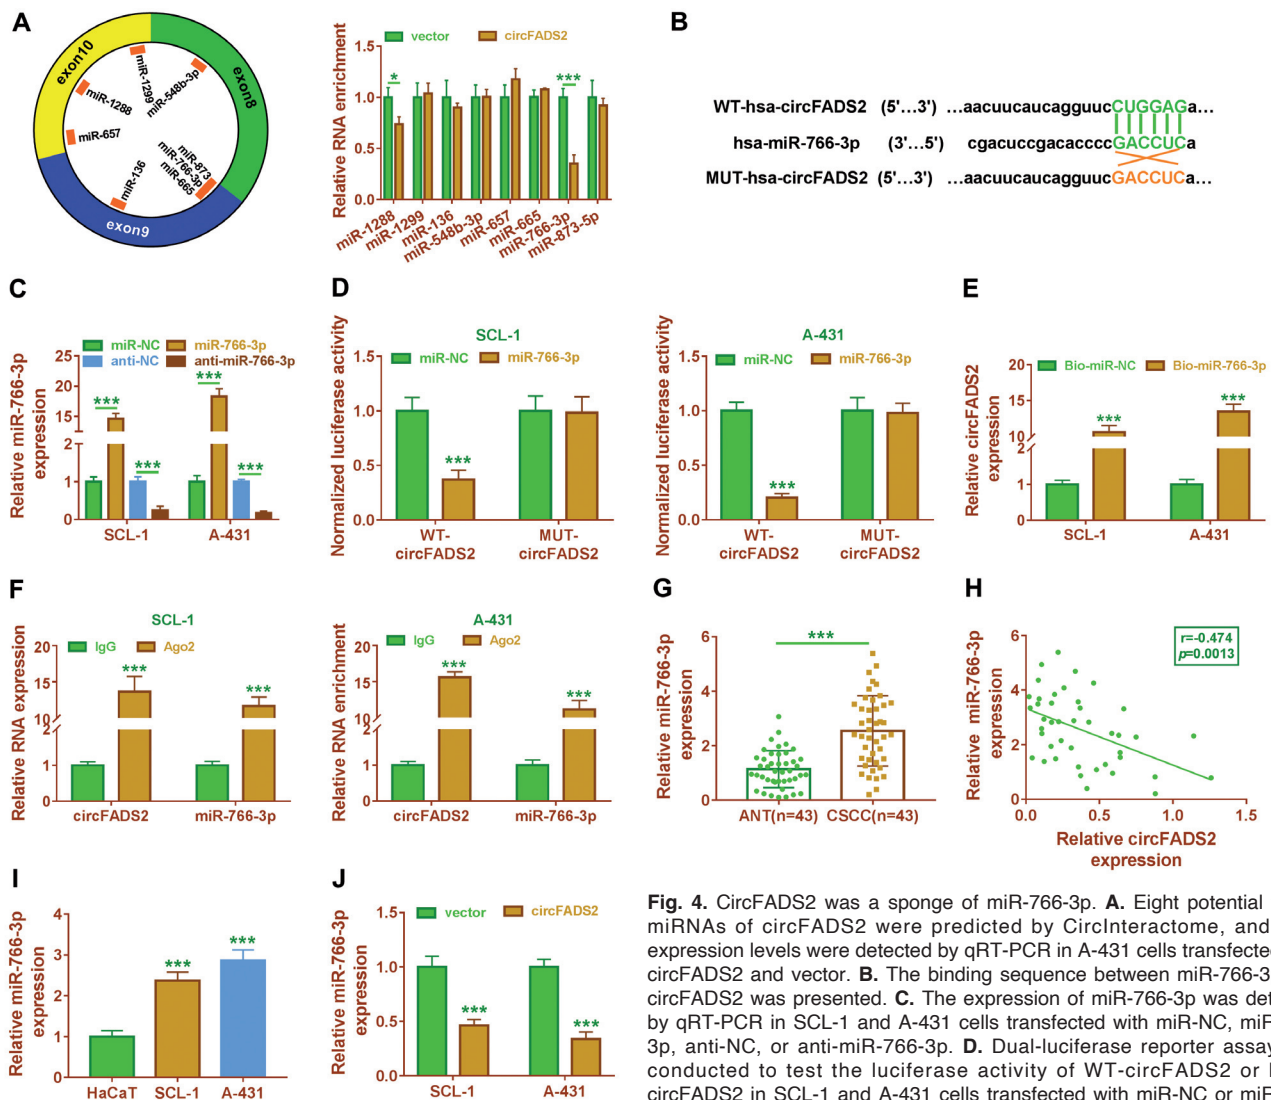 A
exon10
exon8
exon9
miR-1299
miR-548b-3p
miR-1288
miR-657
miR-136
miR-873
miR-766-3p
miR-665
vector
circFADS2
Relative RNA enrichment
1.5
1.0
0.5
0.0
*
***
miR-1288
miR-1299
miR-136
miR-548b-3p
miR-657
miR-665
miR-766-3p
miR-873-5p
B
WT-hsa-circFADS2 (5'...3') ...aacuucaucagguucCUGGAGa...
hsa-miR-766-3p (3'...5') cgacuccgacaccccGACCUCa
MUT-hsa-circFADS2 (5'...3') ...aacuucaucagguucGACCUCa...
C
miR-NC miR-766-3p
anti-NC anti-miR-766-3p
Relative miR-766-3p
expression
25
20
15
10
2
1
0
*** *** *** ***
SCL-1 A-431
D
SCL-1
miR-NC miR-766-3p
Normalized luciferase activity
1.5
1.0
0.5
0.0
***
WT-
circFADS2
MUT-
circFADS2
A-431
miR-NC miR-766-3p
Normalized luciferase activity
1.5
1.0
0.5
0.0
***
WT-
circFADS2
MUT-
circFADS2
E
Bio-miR-NC Bio-miR-766-3p
Relative circFADS2
expression
20
15
10
2
1
0
*** ***
SCL-1 A-431
F
SCL-1
IgG Ago2
Relative RNA expression
20
15
10
2
1
0
*** ***
circFADS2 miR-766-3p
A-431
IgG Ago2
Relative RNA enrichment
20
15
10
2
1
0
*** ***
circFADS2 miR-766-3p
G
Relative miR-766-3p
expression
6
4
2
0
***
ANT(n=43) CSCC(n=43)
H
Relative miR-766-3p
expression
6
4
2
0
r=-0.474
p=0.0013
0.0 0.5 1.0 1.5
Relative circFADS2
expression
I
Relative miR-766-3p
expression
4
3
2
1
0
*** ***
HaCaT SCL-1 A-431
J
vector circFADS2
Relative miR-766-3p
expression
1.5
1.0
0.5
0.0
*** ***
SCL-1 A-431
Fig. 4. CircFADS2 was a sponge of miR-766-3p. A. Eight potential
miRNAs of circFADS2 were predicted by CircInteractome, and
expression levels were detected by qRT-PCR in A-431 cells transfected
circFADS2 and vector. B. The binding sequence between miR-766-3
circFADS2 was presented. C. The expression of miR-766-3p was det
by qRT-PCR in SCL-1 and A-431 cells transfected with miR-NC, miR
3p, anti-NC, or anti-miR-766-3p. D. Dual-luciferase reporter assay
conducted to test the luciferase activity of WT-circFADS2 or
circFADS2 in SCL-1 and A-431 cells transfected with miR-NC or miR